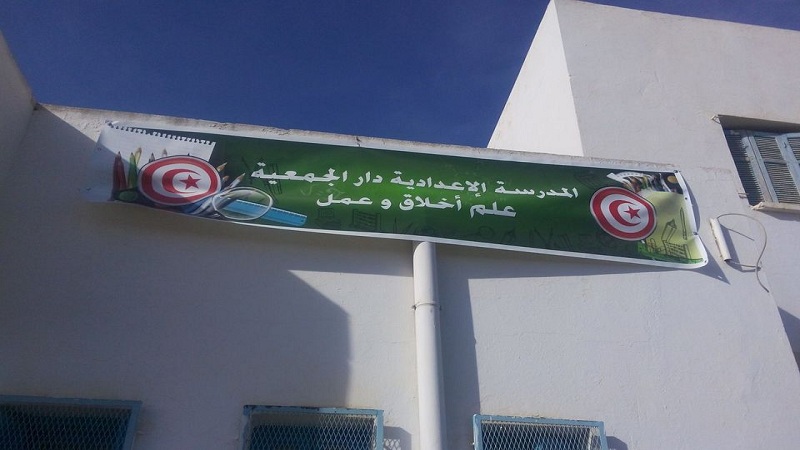 المدرسة الإعدادية دار الجمعية
علم أخلاق و عمل